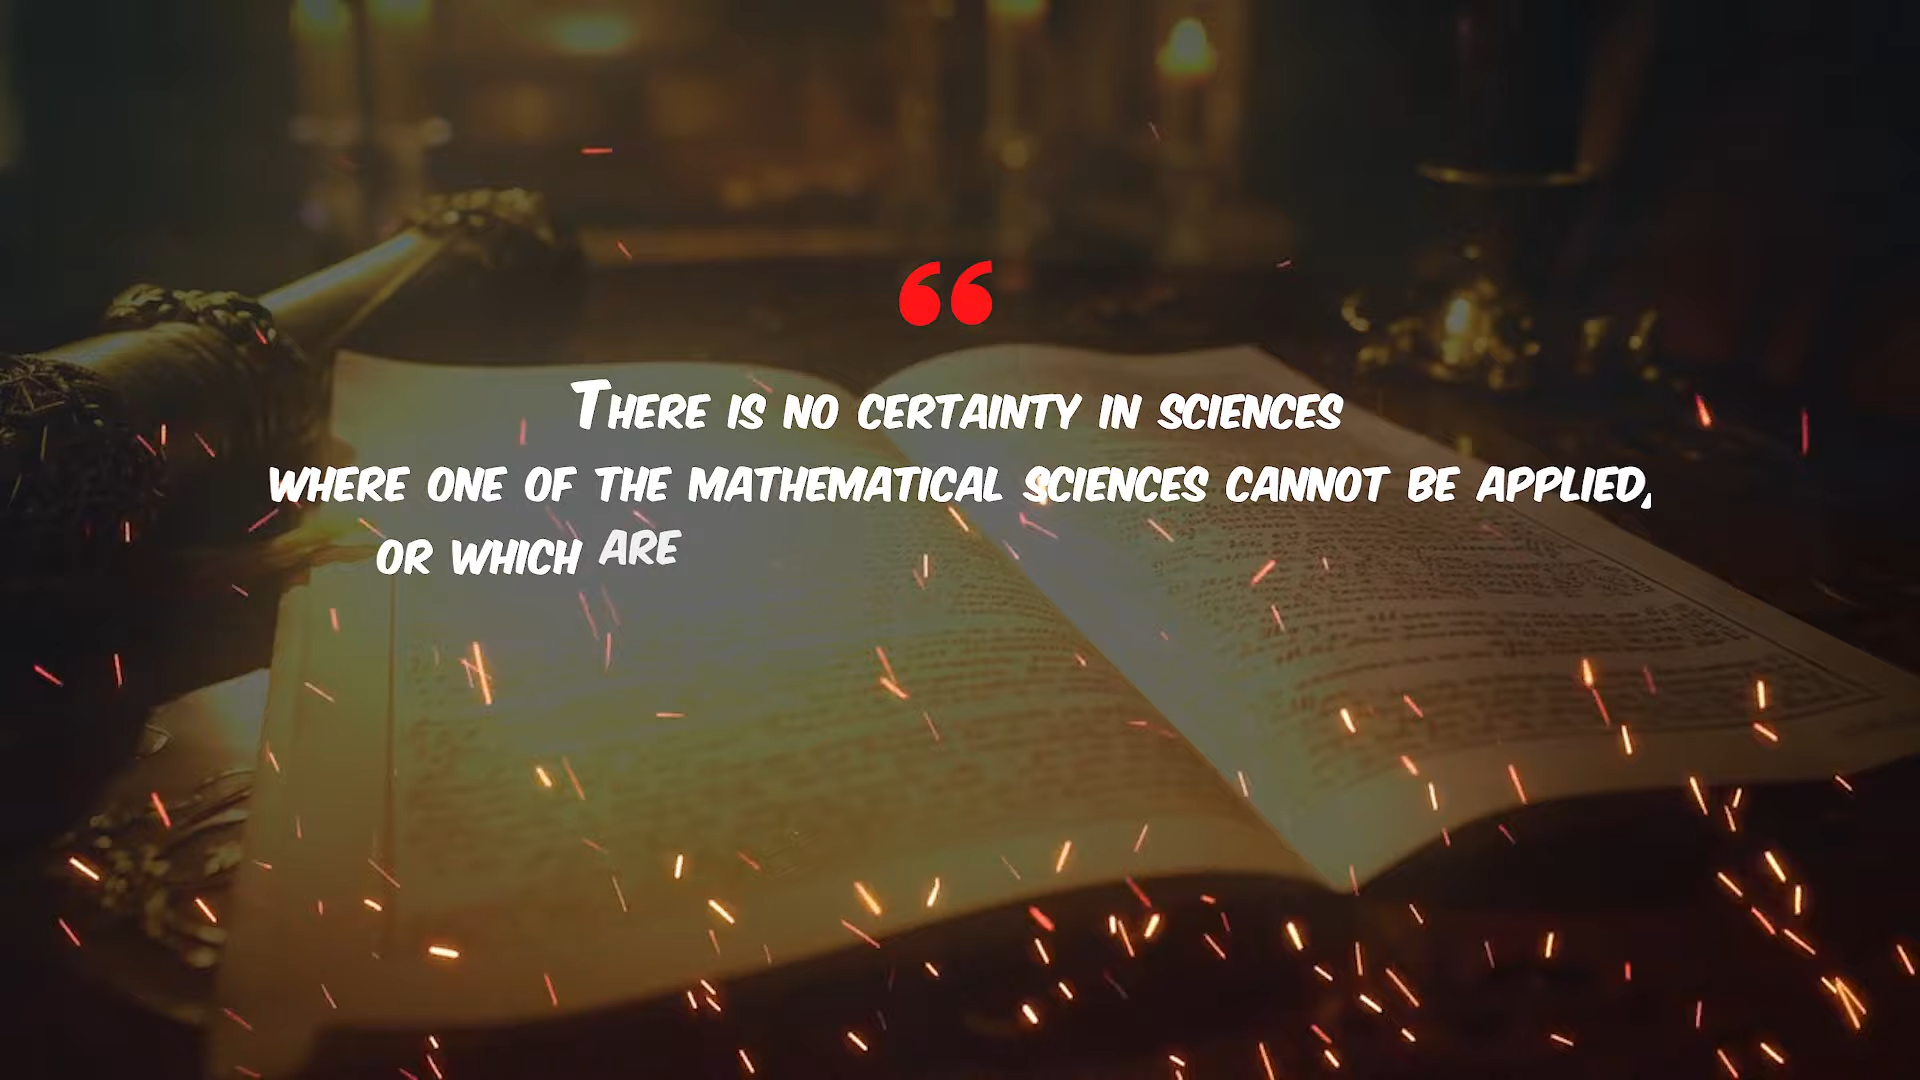 “
There is no certainty in sciences
where one of the mathematical sciences cannot be applied,
or which are